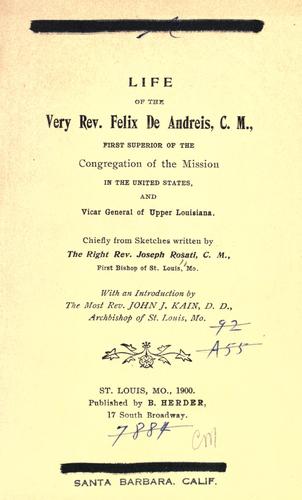 LIFE
OF THE
Very Rev. Felix De Andreis, C. M.,
FIRST SUPERIOR OF THE
Congregation of the Mission
IN THE UNITED STATES,
AND
Vicar General of Upper Louisiana.
Chiefly from Sketches written by
The Right Rev. Joseph Rosati, C. M.,
First Bishop of St. Louis, Mo.
With an Introduction by
The Most Rev. JOHN J. KAIN, D. D.,
Archbishop of St. Louis, Mo.
92
A55
ST. LOUIS, MO., 1900.
Published by B. HERDER,
17 South Broadway.
7884
SANTA BARBARA, CALIF.